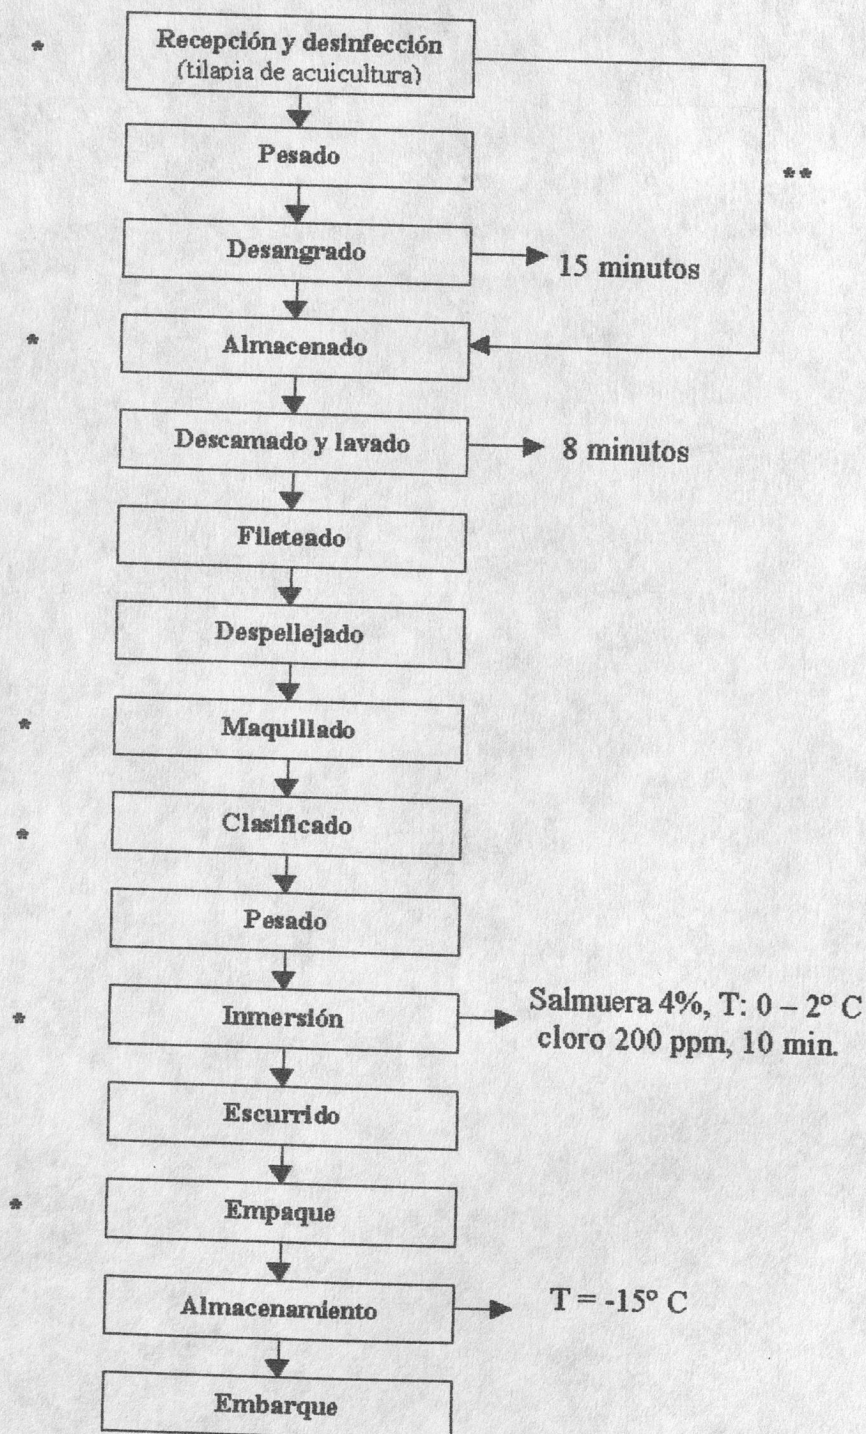 *
Recepción y desinfección
(tilapia de acuicultura)
Pesado
**
Desangrado
15 minutos
*
Almacenado
Descamado y lavado
8 minutos
Fileteado
Despellejado
*
Maquillado
*
Clasificado
Pesado
*
Inmersión
Salmuera 4%, T: 0 – 2° C
cloro 200 ppm, 10 min.
Escurrido
*
Empaque
Almacenamiento
T = -15° C
Embarque